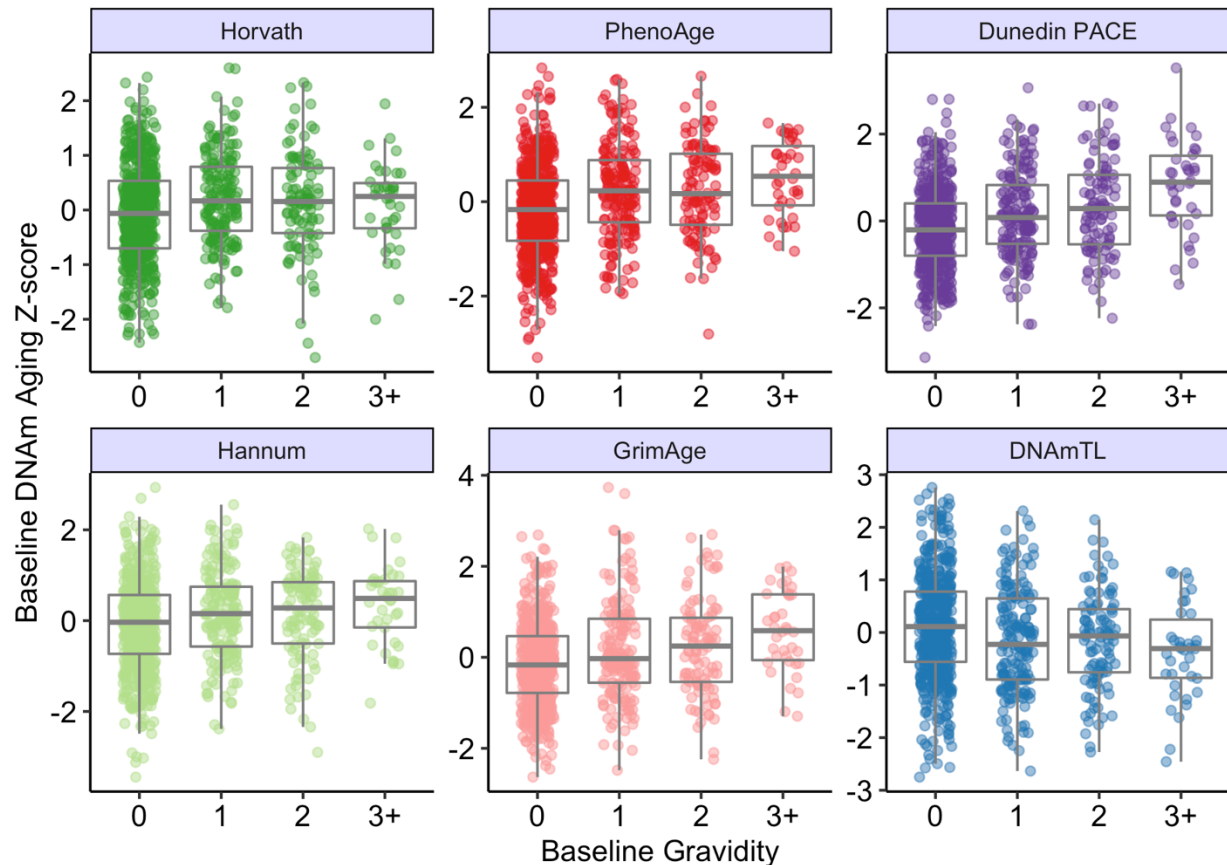 Horvath PhenoAge Dunedin PACE
2 2 2
1
0 0 0
-1
-2 -2 -2
0 1 2 3+ 0 1 2 3+ 0 1 2 3+
Baseline DNAm Aging Z-score
Hannum GrimAge DNAmTL
4 3
2 2 2
1
0 0 0
-1
-2 -2 -2
-3
0 1 2 3+ 0 1 2 3+ 0 1 2 3+
Baseline Gravidity